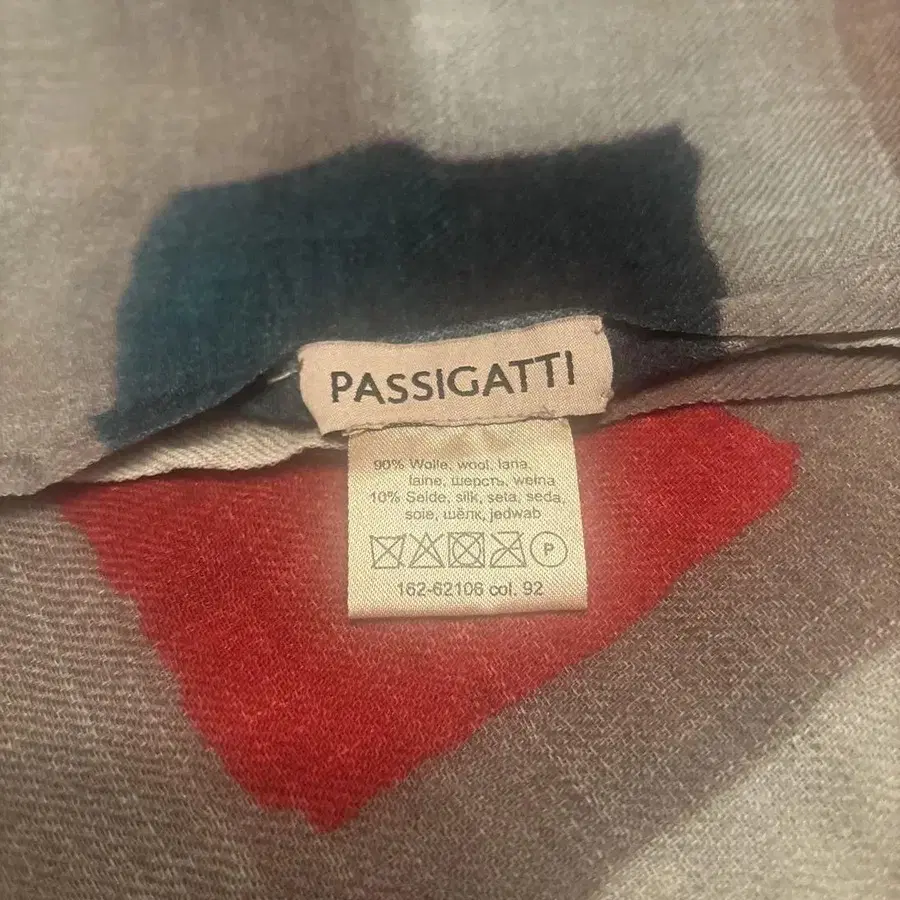 PASSIGATTI
90% Wolle, wool, lana,
laine, шерсть, wełna
10% Seide, silk, seta, seda,
soie, шёлк, jedwab
P
162-62106 col. 92